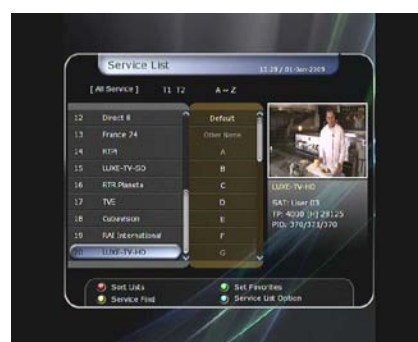 Service List
11:29 / 01-Jan-2009
[ All Service ] T1 T2 A ~ Z
12 Direct 8
13 France 24
14 RTPi
15 LUXE-TV-SD
16 RTR Planeta
17 TVE
18 Cubavision
19 RAI International
20 LUXE-TV-HD
Default
Other Name
A
B
C
D
E
F
G
LUXE-TV-HD
SAT: User 03
TP: 4000 [H] 28125
PID: 370/371/370
Sort Lists
Set Favorites
Service Find
Service List Option